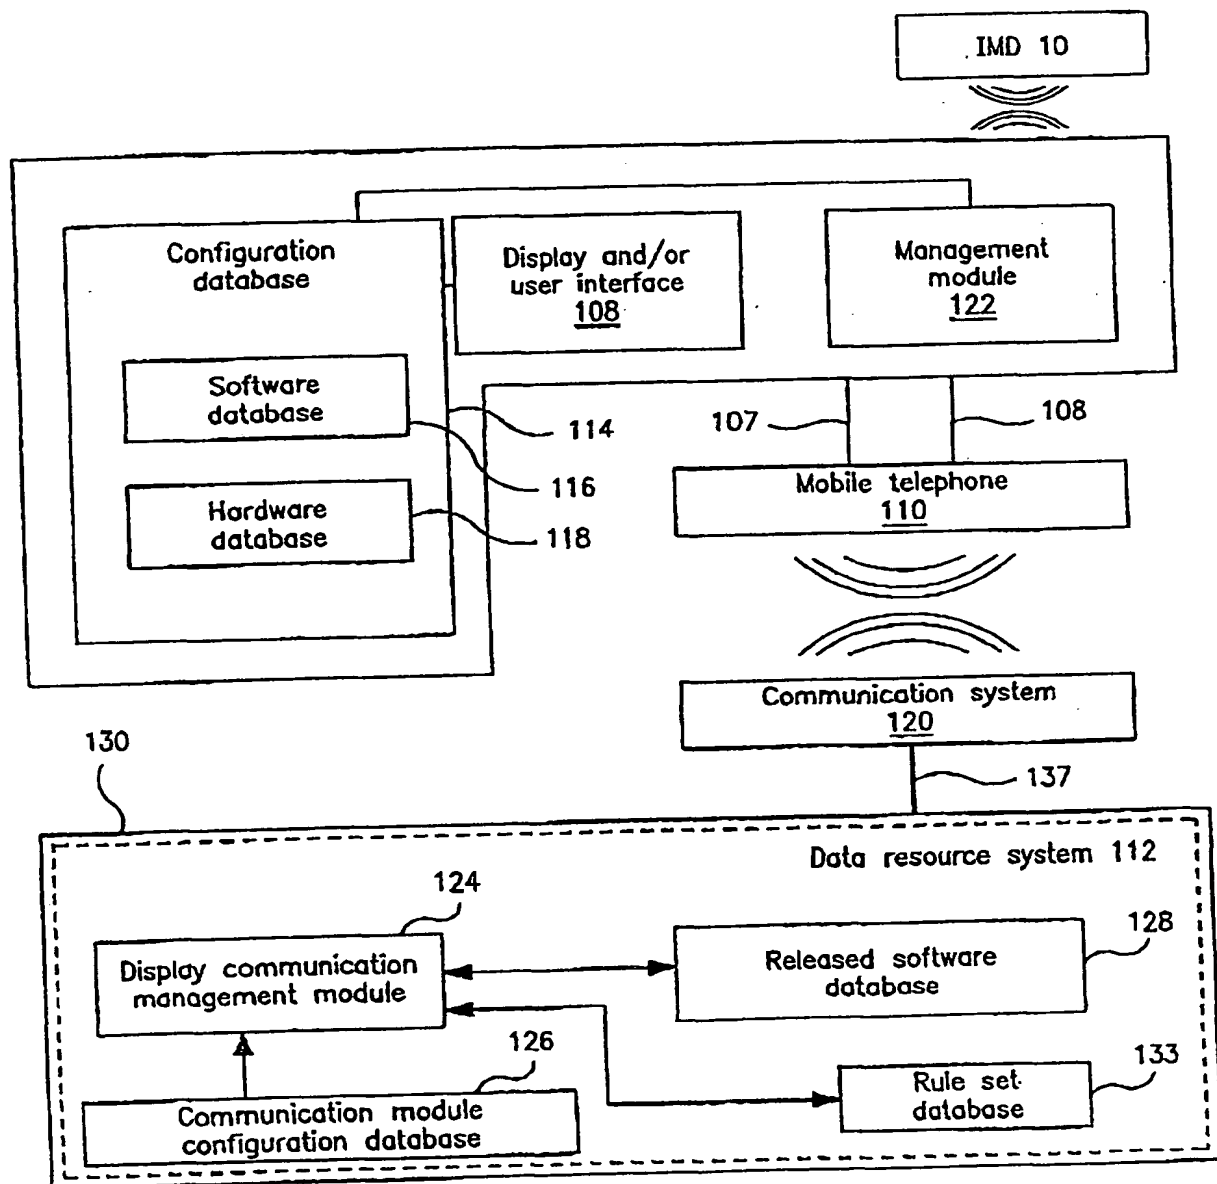 IMD 10
Configuration
database
Display and/or
user interface
108
Management
module
122
Software
database
Hardware
database
114
116
118
107
108
Mobile telephone
110
Communication system
120
137
130
Data resource system 112
124
Display communication
management module
128
Released software
database
126
Communication module
configuration database
133
Rule set
database